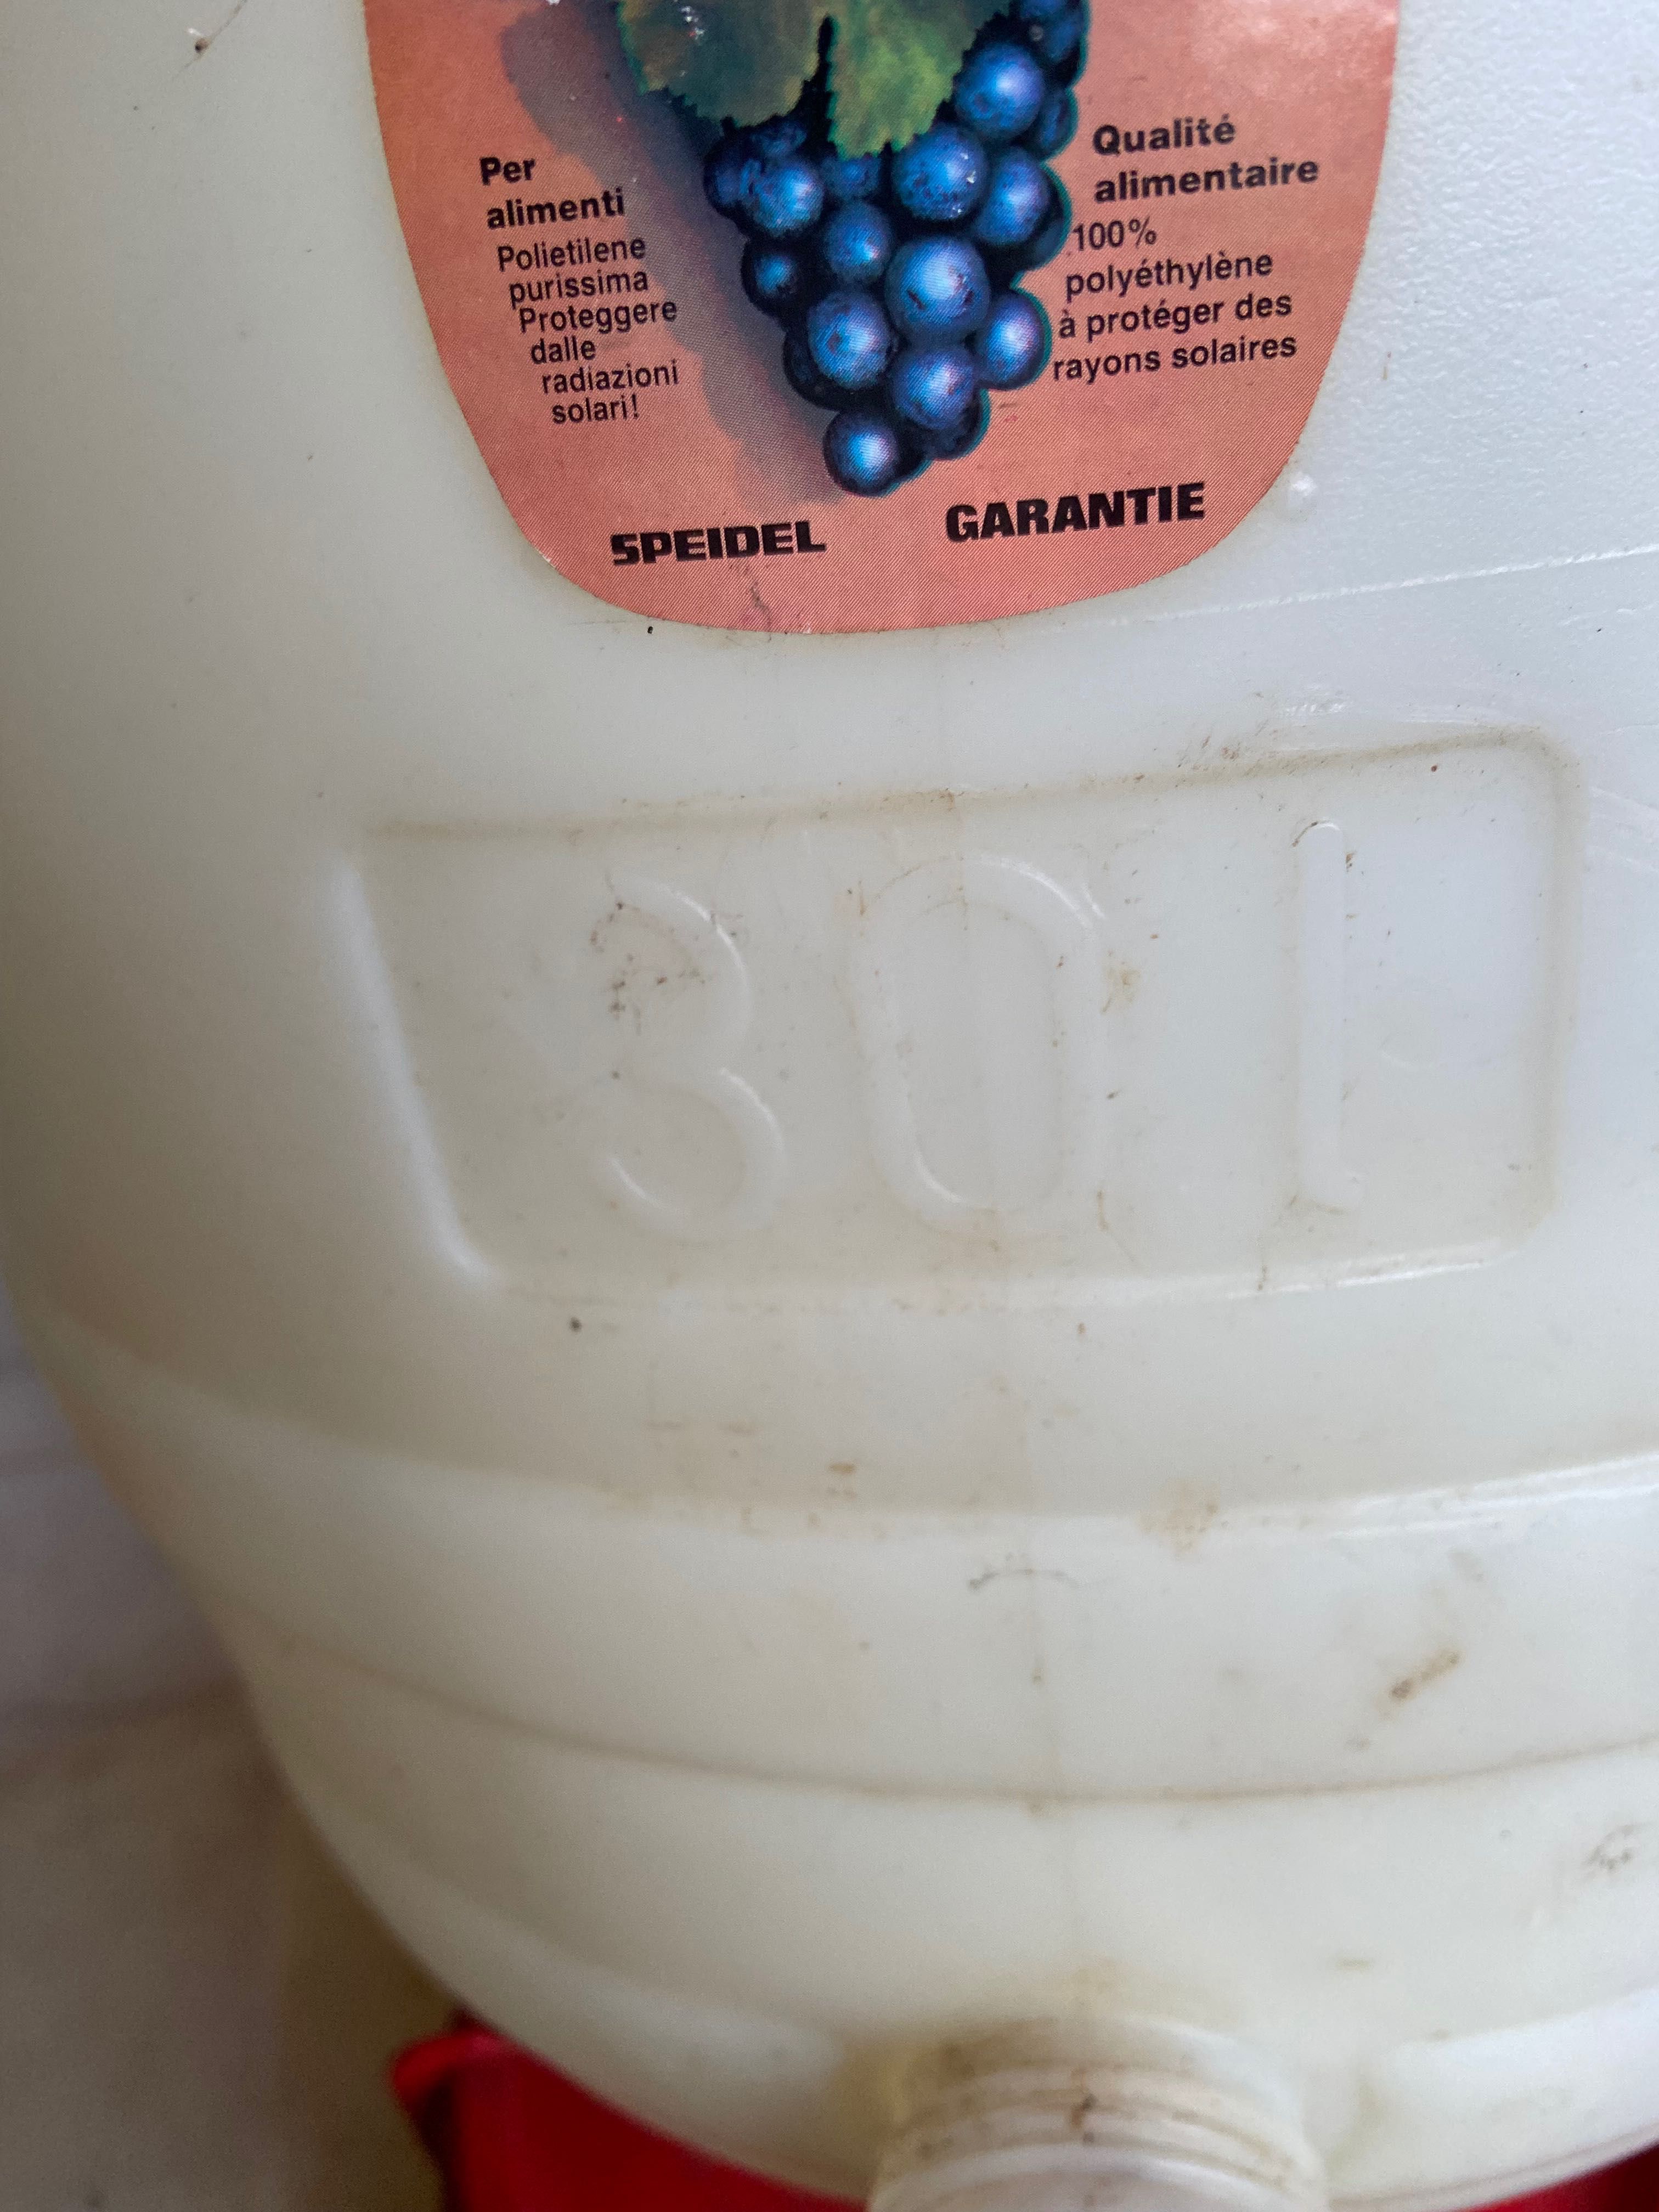 Per
alimenti
Polietilene
purissima
Proteggere
dalle
radiazioni
solari!
Qualité
alimentaire
100%
polyéthylène
à protéger des
rayons solaires
SPEIDEL GARANTIE
30 l